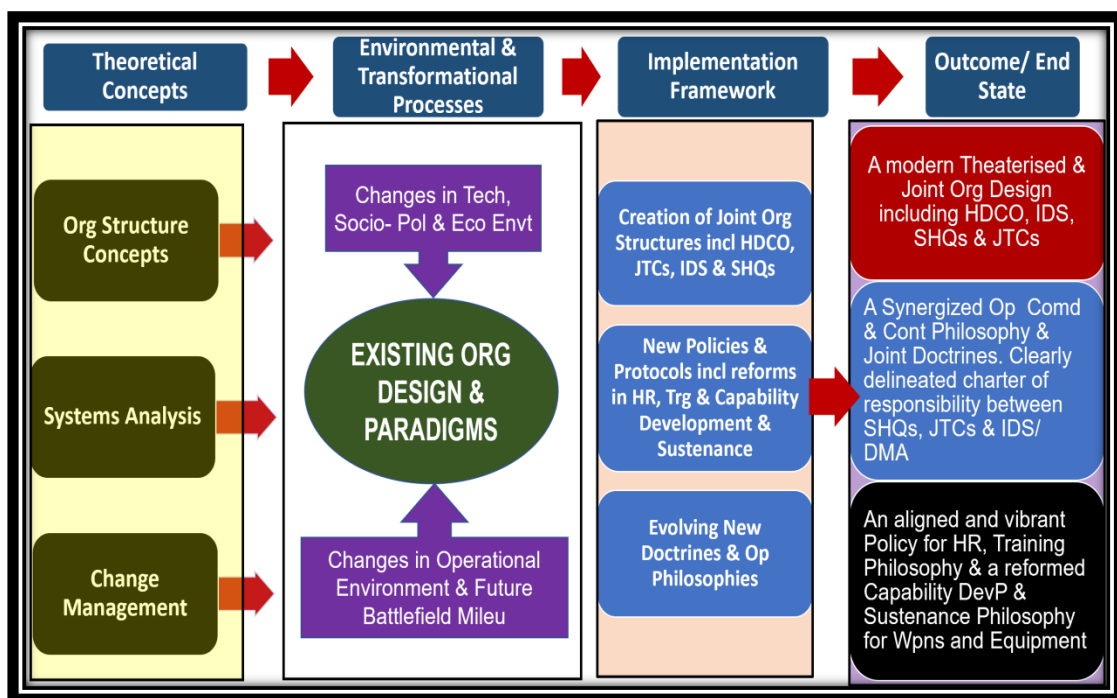 Theoretical
Concepts
Environmental &
Transformational
Processes
Implementation
Framework
Outcome/ End
State
Org Structure
Concepts
Systems Analysis
Change
Management
Changes in Tech,
Socio- Pol & Eco Envt
EXISTING ORG
DESIGN &
PARADIGMS
Changes in Operational
Environment & Future
Battlefield Mileu
Creation of Joint Org
Structures incl HDCO,
JTCs, IDS & SHQs
New Policies &
Protocols incl reforms
in HR, Trg & Capability
Development &
Sustenance
Evolving New
Doctrines & Op
Philosophies
A modern Theaterised &
Joint Org Design
including HDCO, IDS,
SHQs & JTCs
A Synergized Op Comd
& Cont Philosophy &
Joint Doctrines. Clearly
delineated charter of
responsibility between
SHQs, JTCs & IDS/
DMA
An aligned and vibrant
Policy for HR, Training
Philosophy & a reformed
Capability DevP &
Sustenance Philosophy
for Wpns and Equipment